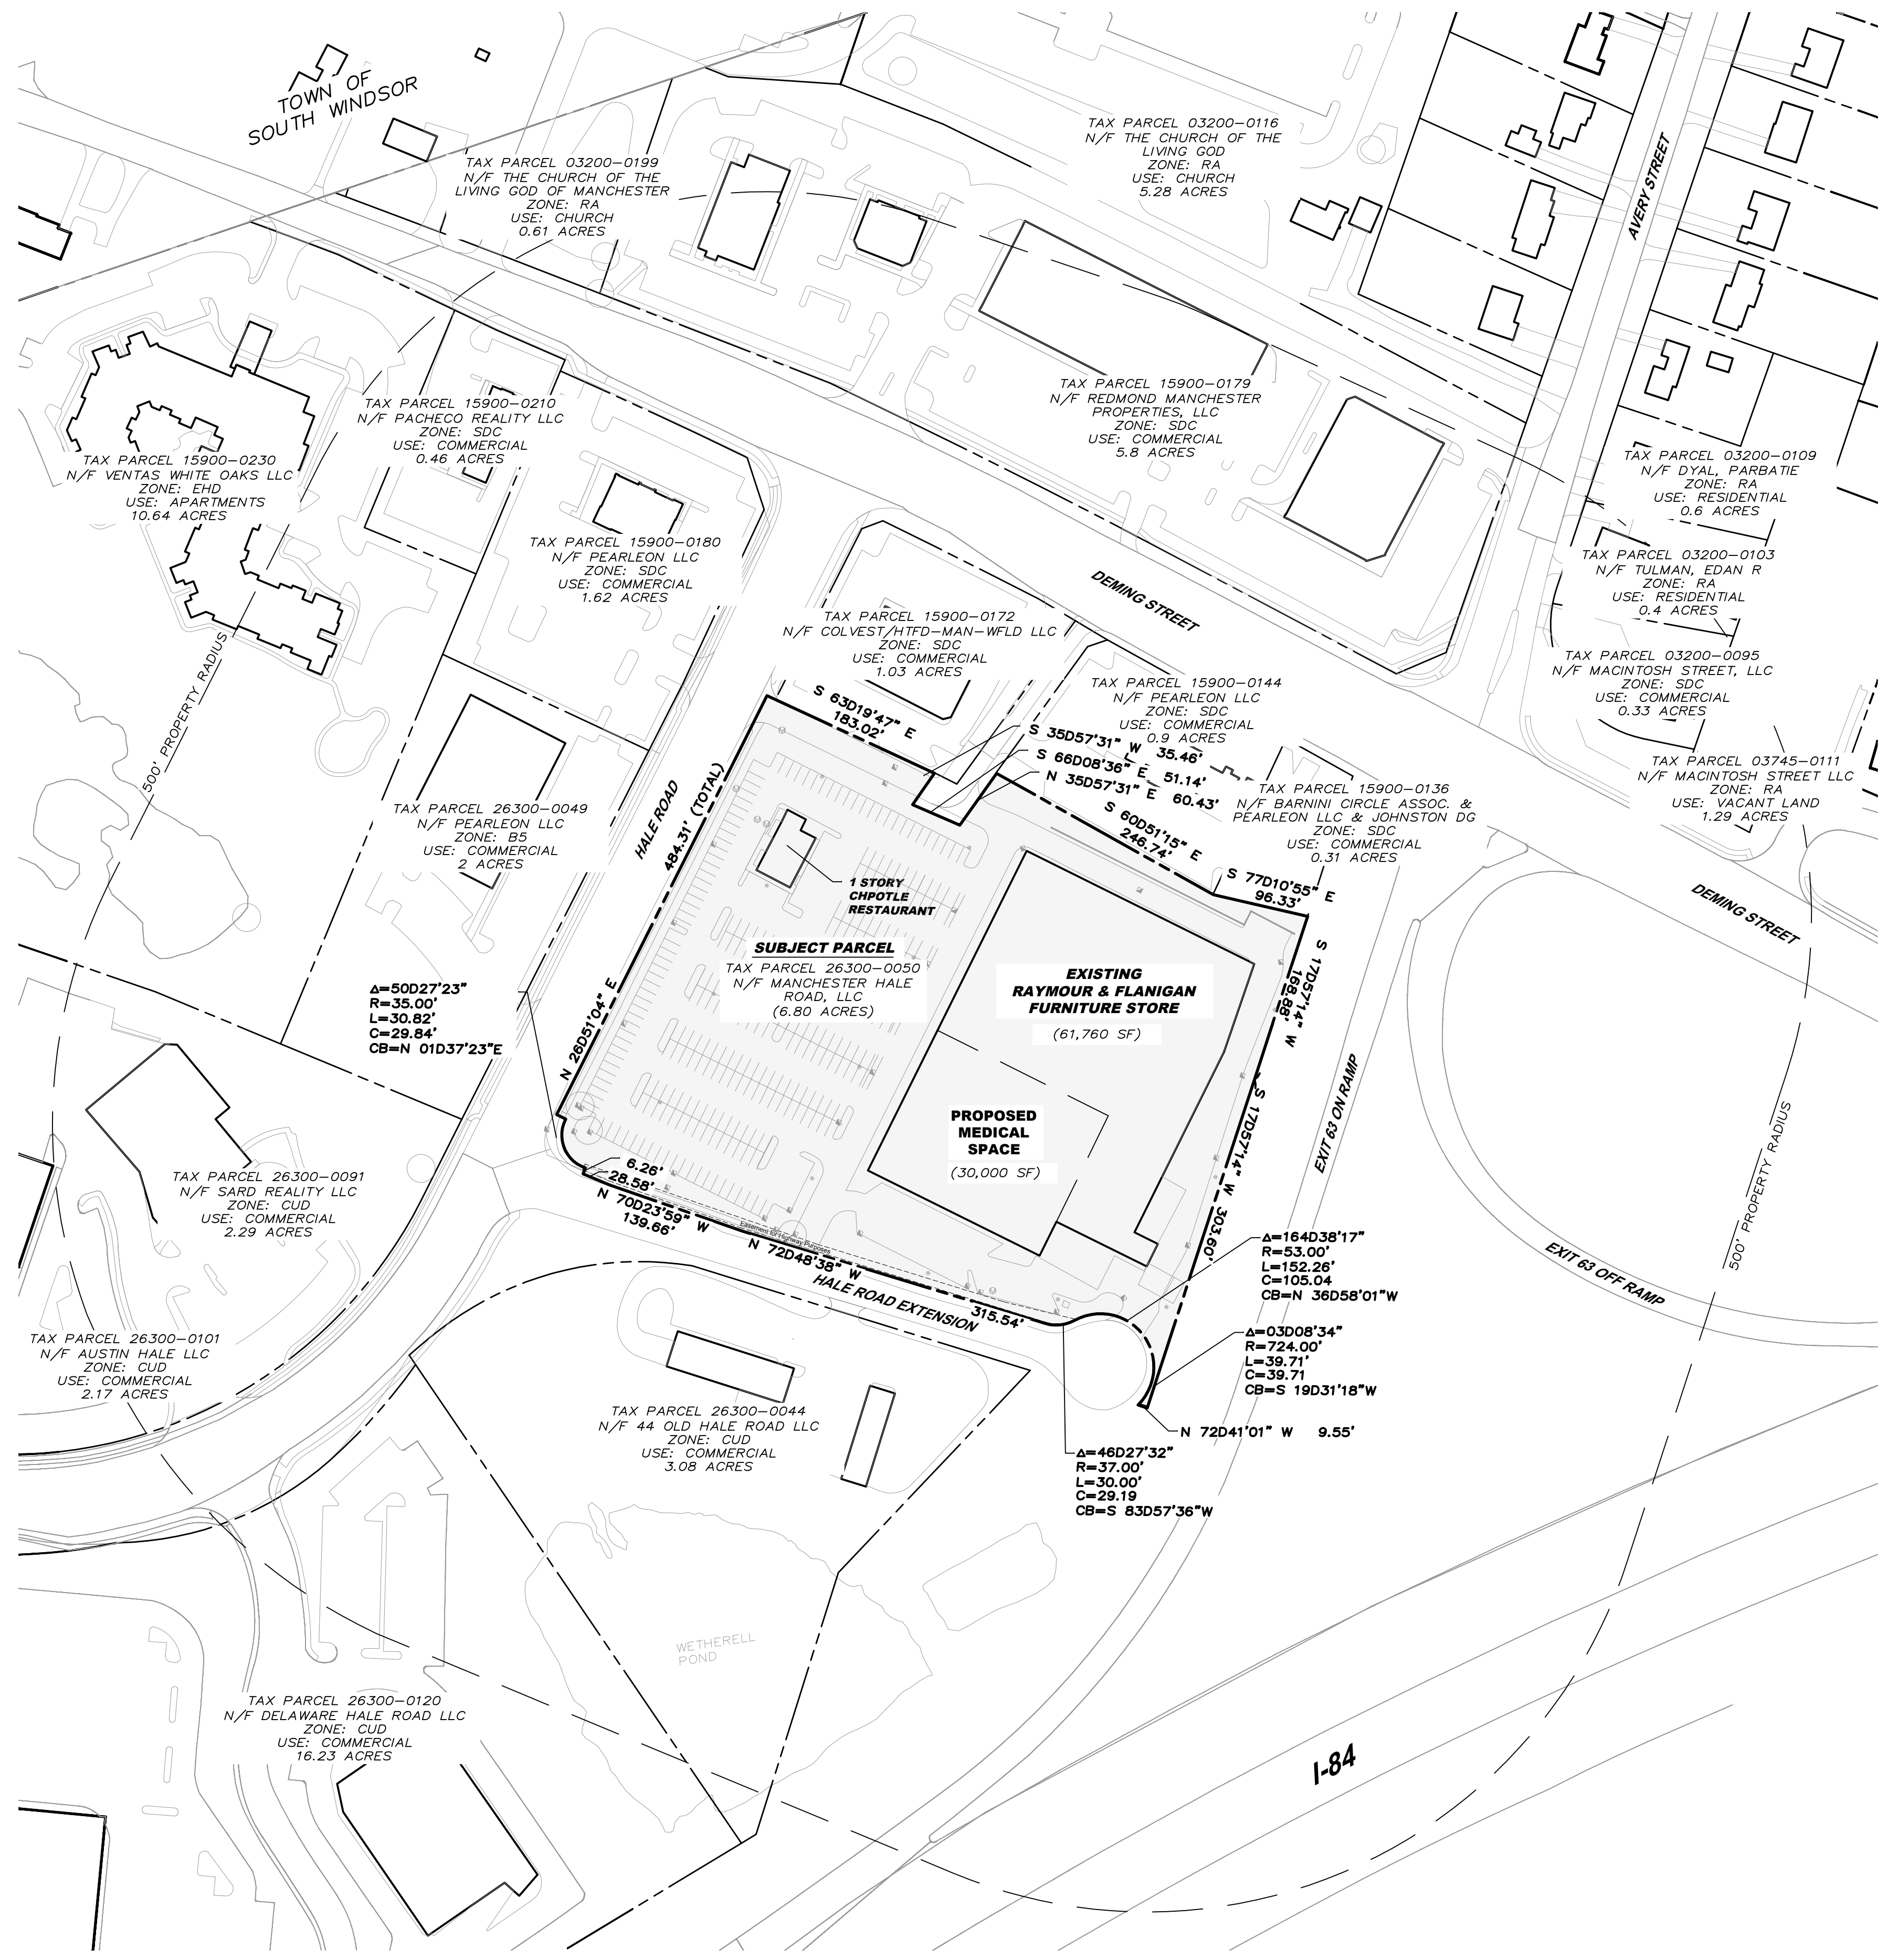 TOWN OF
SOUTH WINDSOR
TAX PARCEL 03200-0199
N/F THE CHURCH OF THE
LIVING GOD OF MANCHESTER
ZONE: RA
USE: CHURCH
0.61 ACRES
TAX PARCEL 03200-0116
N/F THE CHURCH OF THE
LIVING GOD
ZONE: RA
USE: CHURCH
5.28 ACRES
AVERY STREET
TAX PARCEL 15900-0210
N/F PACHECO REALITY LLC
ZONE: SDC
USE: COMMERCIAL
0.46 ACRES
TAX PARCEL 15900-0179
N/F REDMOND MANCHESTER
PROPERTIES, LLC
ZONE: SDC
USE: COMMERCIAL
5.8 ACRES
TAX PARCEL 15900-0230
N/F VENTAS WHITE OAKS LLC
ZONE: EHD
USE: APARTMENTS
10.64 ACRES
TAX PARCEL 03200-0109
N/F DYAL, PARBATIE
ZONE: RA
USE: RESIDENTIAL
0.6 ACRES
TAX PARCEL 15900-0180
N/F PEARLEON LLC
ZONE: SDC
USE: COMMERCIAL
1.62 ACRES
TAX PARCEL 03200-0103
N/F TULMAN, EDAN R
ZONE: RA
USE: RESIDENTIAL
0.4 ACRES
DEMING STREET
TAX PARCEL 15900-0172
N/F COLVEST/HTFD-MAN-WFLD LLC
ZONE: SDC
USE: COMMERCIAL
1.03 ACRES
TAX PARCEL 03200-0095
N/F MACINTOSH STREET, LLC
ZONE: SDC
USE: COMMERCIAL
0.33 ACRES
TAX PARCEL 15900-0144
N/F PEARLEON LLC
ZONE: SDC
USE: COMMERCIAL
0.9 ACRES
500' PROPERTY RADIUS
S 63D19'47" E
183.02'
S 35D57'31" W 35.46'
S 66D08'36" E 51.14'
N 35D57'31" E 60.43'
TAX PARCEL 03745-0111
N/F MACINTOSH STREET LLC
ZONE: RA
USE: VACANT LAND
1.29 ACRES
TAX PARCEL 15900-0136
N/F BARNINI CIRCLE ASSOC. &
PEARLEON LLC & JOHNSTON DG
ZONE: SDC
USE: COMMERCIAL
0.31 ACRES
TAX PARCEL 26300-0049
N/F PEARLEON LLC
ZONE: B5
USE: COMMERCIAL
2 ACRES
HALE ROAD
484.31' (TOTAL)
N 26D51'04" E
S 60D51'15" E
246.74'
S 77D10'55" E
96.33'
1 STORY
CHPOTLE
RESTAURANT
DEMING STREET
SUBJECT PARCEL
TAX PARCEL 26300-0050
N/F MANCHESTER HALE
ROAD, LLC
(6.80 ACRES)
EXISTING
RAYMOUR & FLANIGAN
FURNITURE STORE
(61,760 SF)
S 17D57'14" W
168.88'
Δ=50D27'23"
R=35.00'
L=30.82'
C=29.84'
CB=N 01D37'23"E
EXIT 63 ON RAMP
S 17D57'14" W 303.60'
PROPOSED
MEDICAL
SPACE
(30,000 SF)
500' PROPERTY RADIUS
TAX PARCEL 26300-0091
N/F SARD REALITY LLC
ZONE: CUD
USE: COMMERCIAL
2.29 ACRES
6.26'
28.58'
N 70D23'59" W
139.66'
Easement for Highway Purposes
N 72D48'38" W
315.54'
HALE ROAD EXTENSION
Δ=164D38'17"
R=53.00'
L=152.26'
C=105.04
CB=N 36D58'01"W
EXIT 63 OFF RAMP
TAX PARCEL 26300-0101
N/F AUSTIN HALE LLC
ZONE: CUD
USE: COMMERCIAL
2.17 ACRES
Δ=03D08'34"
R=724.00'
L=39.71'
C=39.71
CB=S 19D31'18"W
N 72D41'01" W 9.55'
TAX PARCEL 26300-0044
N/F 44 OLD HALE ROAD LLC
ZONE: CUD
USE: COMMERCIAL
3.08 ACRES
Δ=46D27'32"
R=37.00'
L=30.00'
C=29.19
CB=S 83D57'36"W
WETHERELL
POND
TAX PARCEL 26300-0120
N/F DELAWARE HALE ROAD LLC
ZONE: CUD
USE: COMMERCIAL
16.23 ACRES
I-84